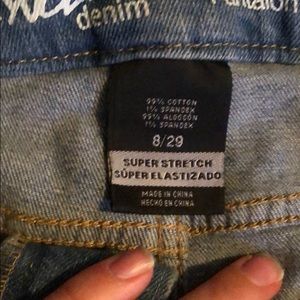 denim
99% COTTON
1% SPANDEX
99% ALGODÓN
1% SPANDEX
8/29
SUPER STRETCH
SÚPER ELASTIZADO
MADE IN CHINA
HECHO EN CHINA